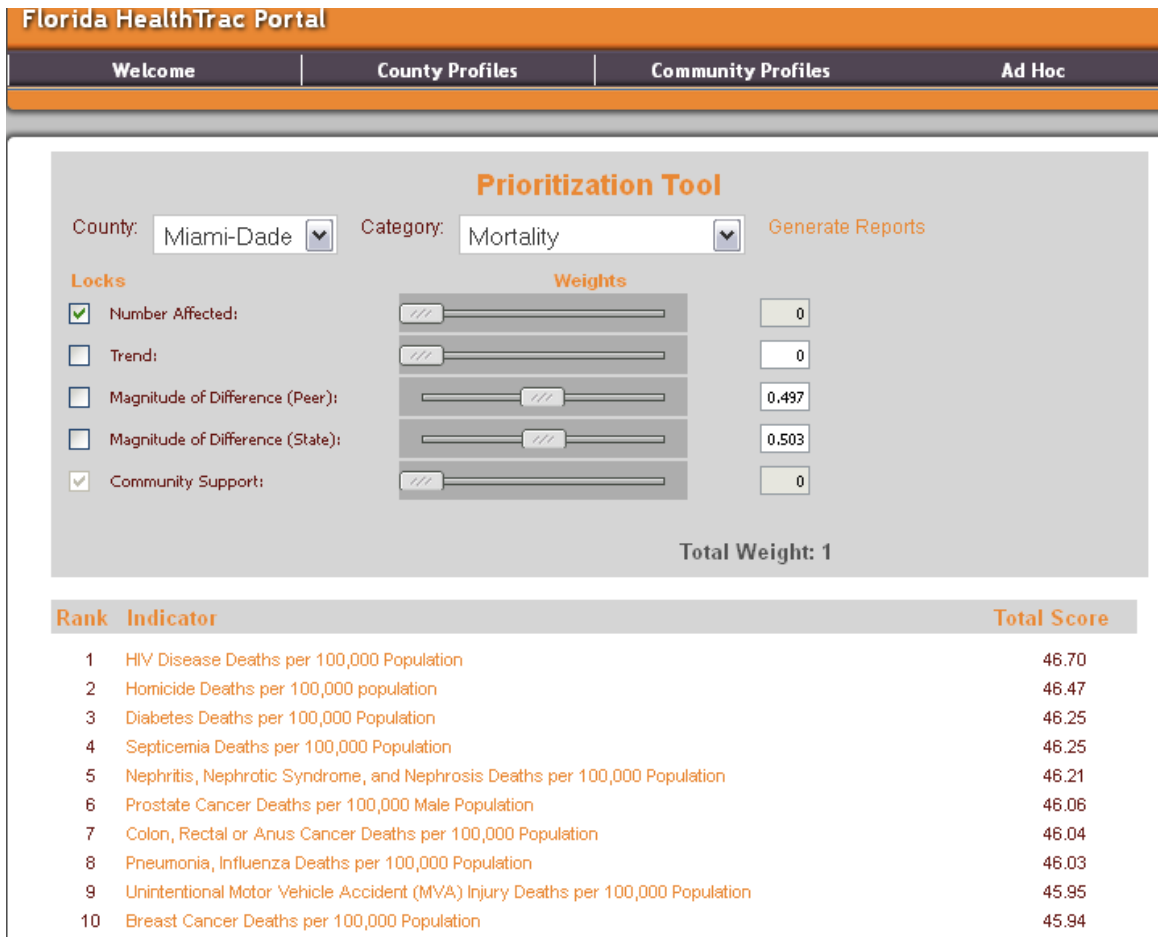 Florida HealthTrac Portal
Welcome County Profiles Community Profiles Ad Hoc
Prioritization Tool
County: Miami-Dade Category: Mortality Generate Reports
Locks Weights
Number Affected: 0
Trend: 0
Magnitude of Difference (Peer): 0.497
Magnitude of Difference (State): 0.503
Community Support: 0
Total Weight: 1
Rank Indicator Total Score
1 HIV Disease Deaths per 100,000 Population 46.70
2 Homicide Deaths per 100,000 population 46.47
3 Diabetes Deaths per 100,000 Population 46.25
4 Septicemia Deaths per 100,000 Population 46.25
5 Nephritis, Nephrotic Syndrome, and Nephrosis Deaths per 100,000 Population 46.21
6 Prostate Cancer Deaths per 100,000 Male Population 46.06
7 Colon, Rectal or Anus Cancer Deaths per 100,000 Population 46.04
8 Pneumonia, Influenza Deaths per 100,000 Population 46.03
9 Unintentional Motor Vehicle Accident (MVA) Injury Deaths per 100,000 Population 45.95
10 Breast Cancer Deaths per 100,000 Population 45.94